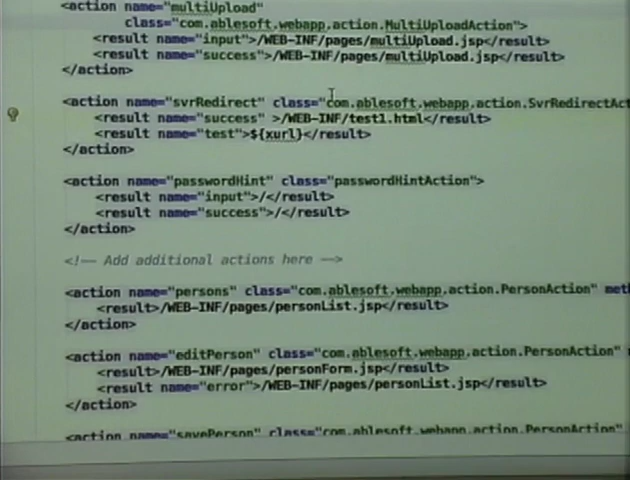 <action name="multiUpload"
class="com.ablesoft.webapp.action.MultiUploadAction">
<result name="input">/WEB-INF/pages/multiUpload.jsp</result>
<result name="success">/WEB-INF/pages/multiUpload.jsp</result>
</action>
<action name="svrRedirect" class="com.ablesoft.webapp.action.SvrRedirectAct
<result name="success" >/WEB-INF/test1.html</result>
<result name="test">${xurl}</result>
</action>
<action name="passwordHint" class="passwordHintAction">
<result name="input">/</result>
<result name="success">/</result>
</action>
<!-- Add additional actions here -->
<action name="persons" class="com.ablesoft.webapp.action.PersonAction" met
<result>/WEB-INF/pages/personList.jsp</result>
</action>
<action name="editPerson" class="com.ablesoft.webapp.action.PersonAction"
<result>/WEB-INF/pages/personForm.jsp</result>
<result name="error">/WEB-INF/pages/personList.jsp</result>
</action>
<action name="savePerson" class="com.ablesoft.webapp.action.PersonAction"